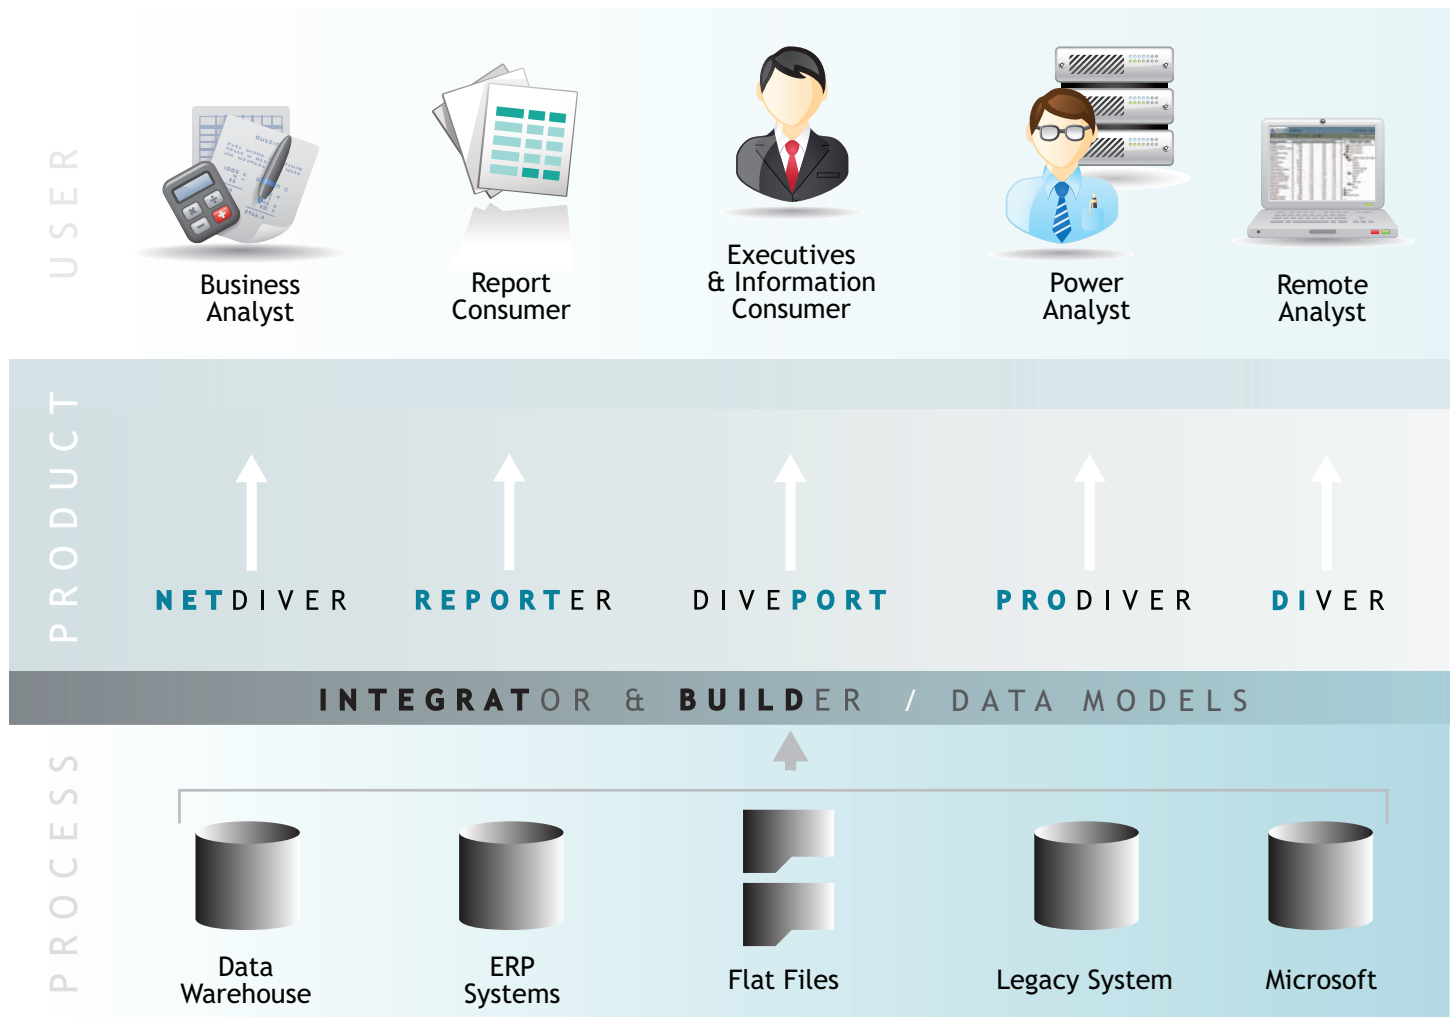 USER
Business
Analyst
Report
Consumer
Executives
& Information
Consumer
Power
Analyst
Remote
Analyst
PRODUCT
NETDIVER
REPORTER
DIVEPORT
PRODIVER
DIVER
INTEGRATOR & BUILDER / DATA MODELS
PROCESS
Data
Warehouse
ERP
Systems
Flat Files
Legacy System
Microsoft